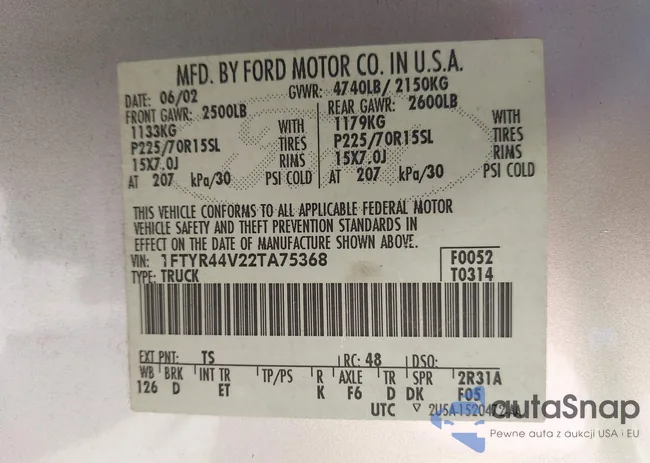 MFD. BY FORD MOTOR CO. IN U.S.A.
DATE: 06/02 GVWR: 4740LB/ 2150KG
FRONT GAWR: 2500LB REAR GAWR: 2600LB
1133KG WITH 1179KG WITH
P225/70R15SL TIRES P225/70R15SL TIRES
15X7.0J RIMS 15X7.0J RIMS
AT 207 kPa/30 PSI COLD AT 207 kPa/30 PSI COLD
THIS VEHICLE CONFORMS TO ALL APPLICABLE FEDERAL MOTOR
VEHICLE SAFETY AND THEFT PREVENTION STANDARDS IN
EFFECT ON THE DATE OF MANUFACTURE SHOWN ABOVE.
VIN: 1FTYR44V22TA75368 F0052
TYPE: TRUCK T0314
EXT PNT: TS RC: 48 DSO:
WB BRK INT TR TP/PS R AXLE TR SPR 2R31A
126 D ET K F6 D DK F05
UTC
autaSnap
Pewne auta z aukcji USA i EU